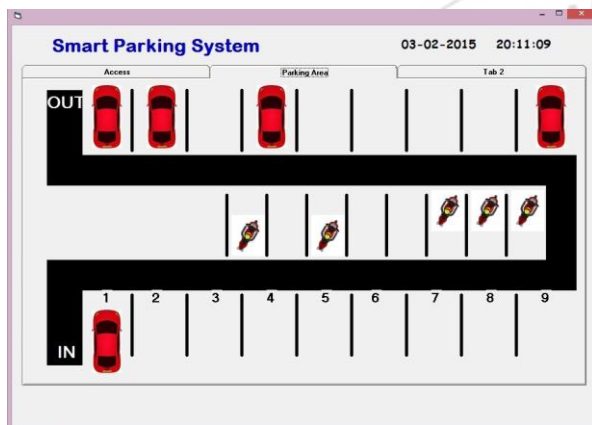 Smart Parking System 03-02-2015 20:11:09
Access Parking Area Tab 2
OUT
1 2 3 4 5 6 7 8 9
IN